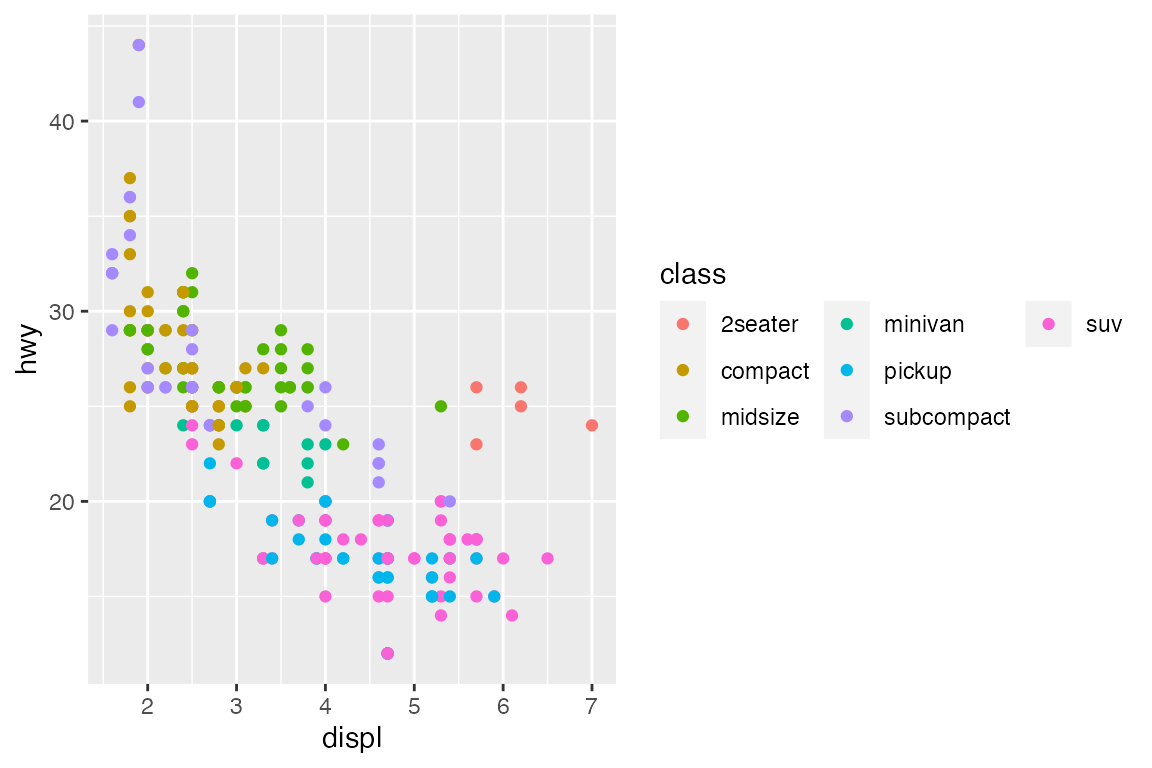 40
30
20
hwy
2 3 4 5 6 7
displ
class
2seater minivan suv
compact pickup
midsize subcompact